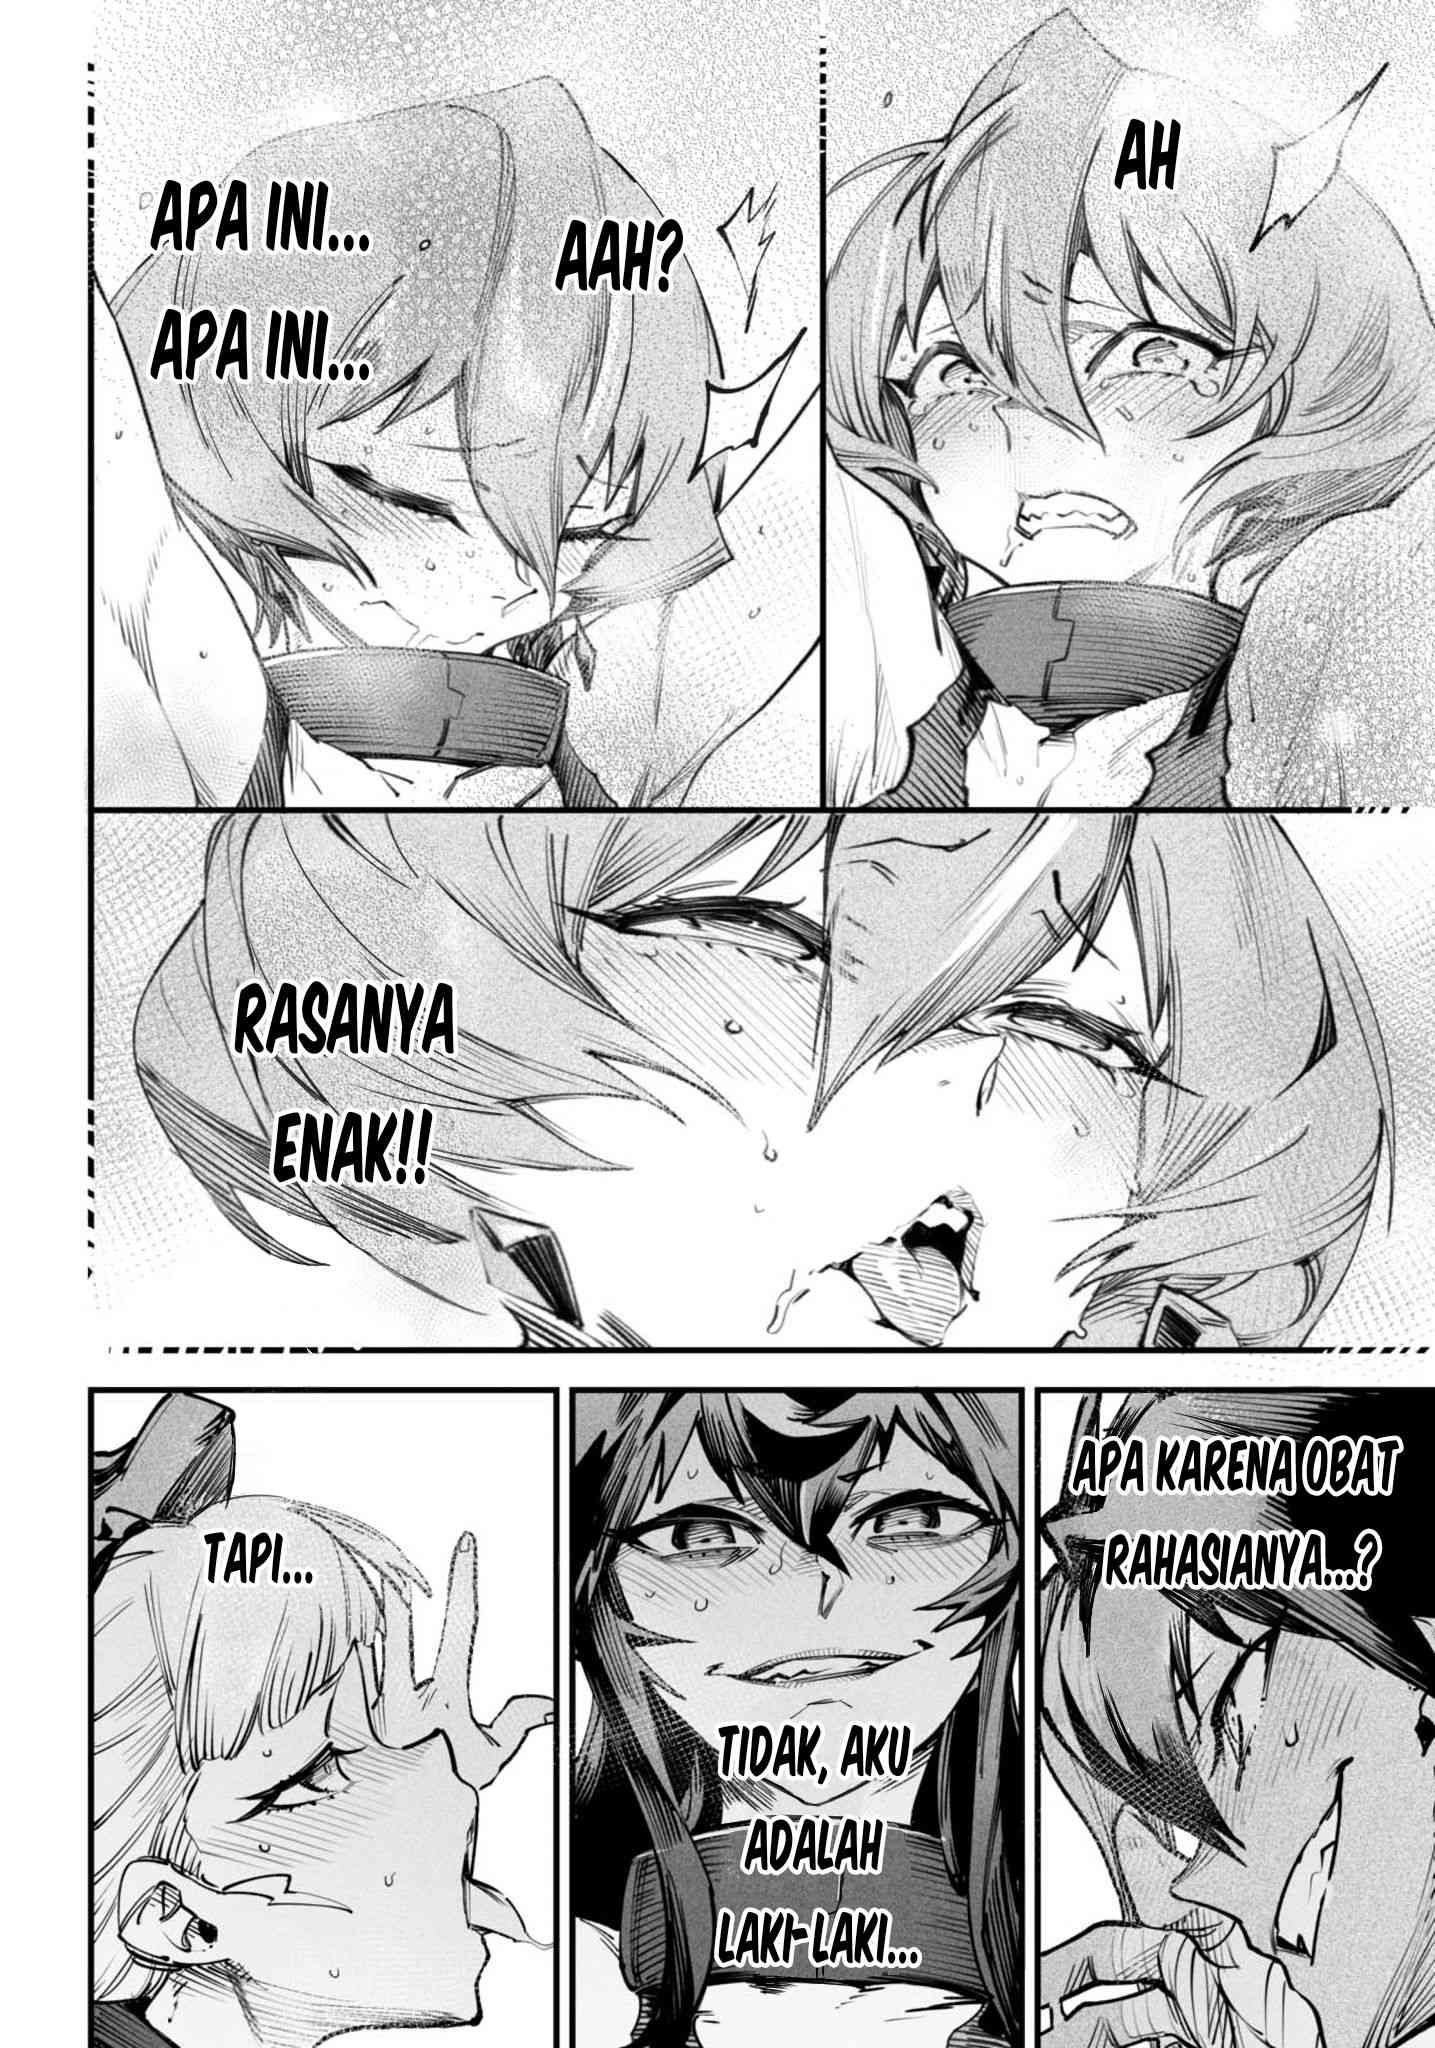 AH
AAH?
APA INI...
APA INI...
RASANYA
ENAK!!
APA KARENA OBAT
RAHASIANYA...?
TIDAK, AKU
ADALAH
LAKI-LAKI...
TAPI...